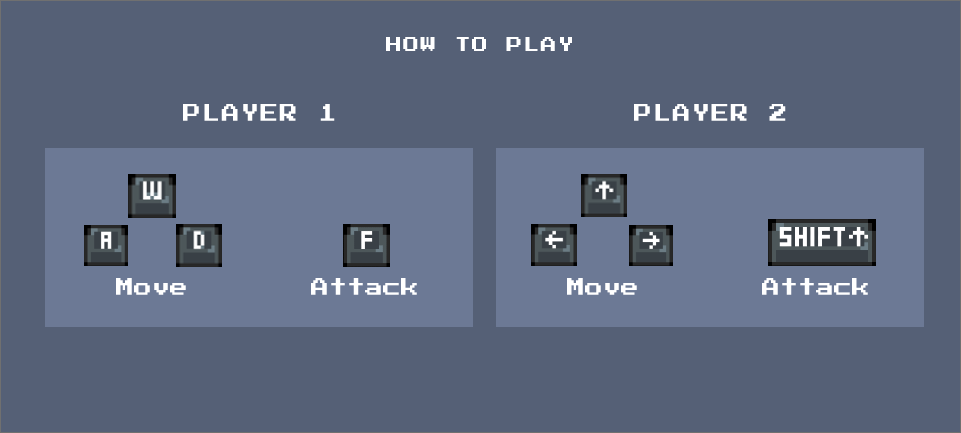 HOW TO PLAY
PLAYER 1
W
A D
F
Move
Attack
PLAYER 2
↑
← →
SHIFT↑
Move
Attack